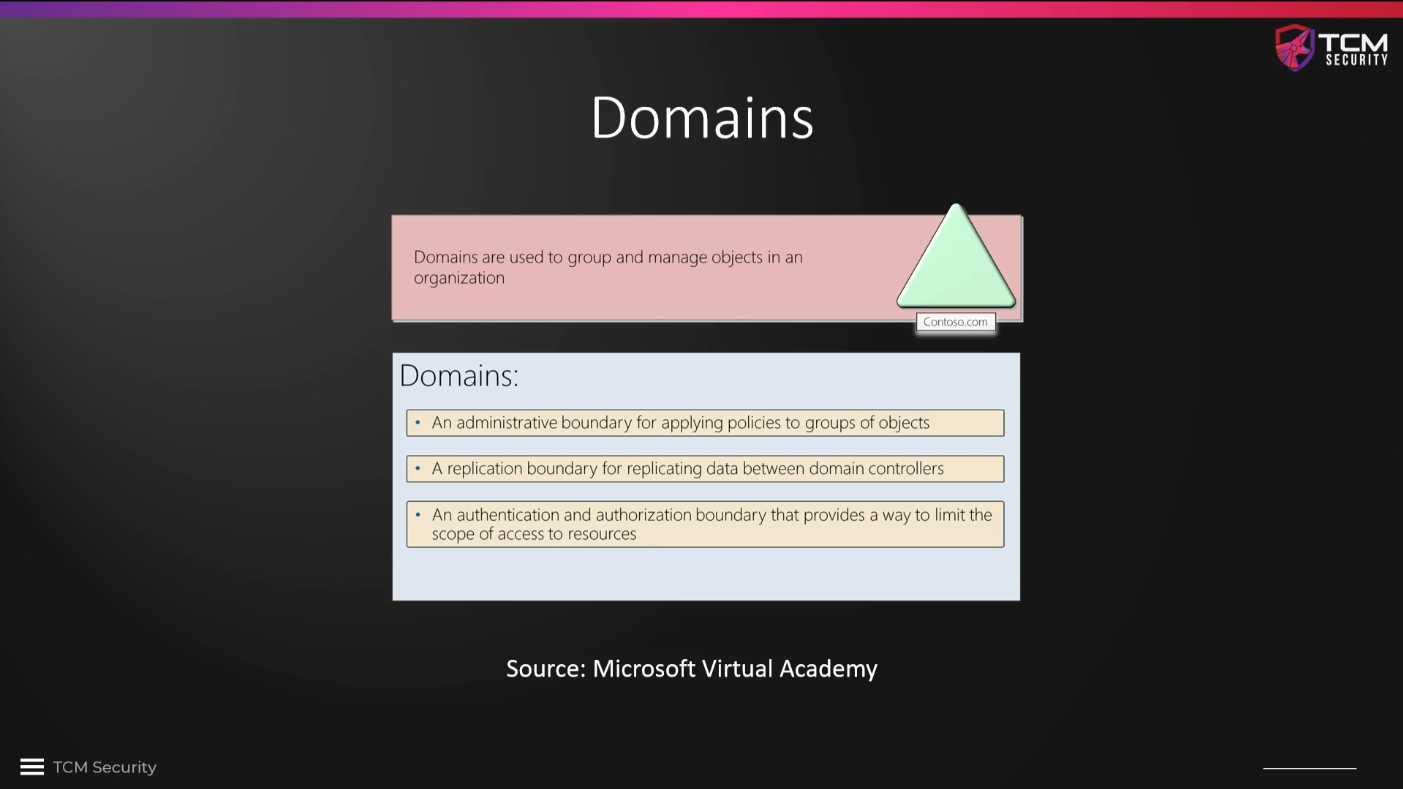 TCM
SECURITY
Domains
Domains are used to group and manage objects in an
organization
Contoso.com
Domains:
• An administrative boundary for applying policies to groups of objects
• A replication boundary for replicating data between domain controllers
• An authentication and authorization boundary that provides a way to limit the
scope of access to resources
Source: Microsoft Virtual Academy
TCM Security